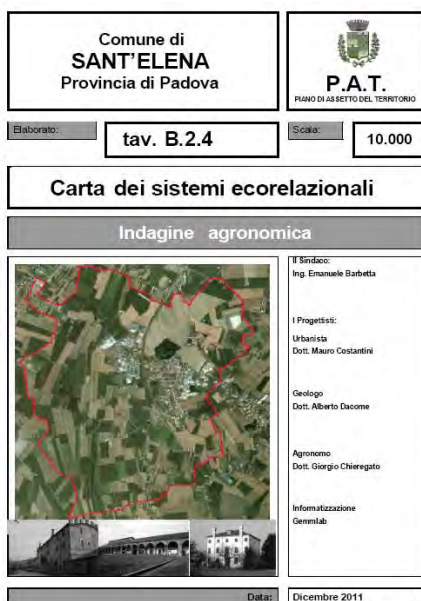 Comune di
SANT'ELENA
Provincia di Padova
P.A.T.
PIANO DI ASSETTO DEL TERRITORIO
Elaborato:
tav. B.2.4
Scala:
10.000
Carta dei sistemi ecorelazionali
Indagine agronomica
Il Sindaco:
Ing. Emanuele Barbetta
I Progettisti:
Urbanista
Dott. Mauro Costantini
Geologo
Dott. Alberto Dacome
Agronomo
Dott. Giorgio Chieregato
Informatizzazione
Gemmlab
Data:
Dicembre 2011